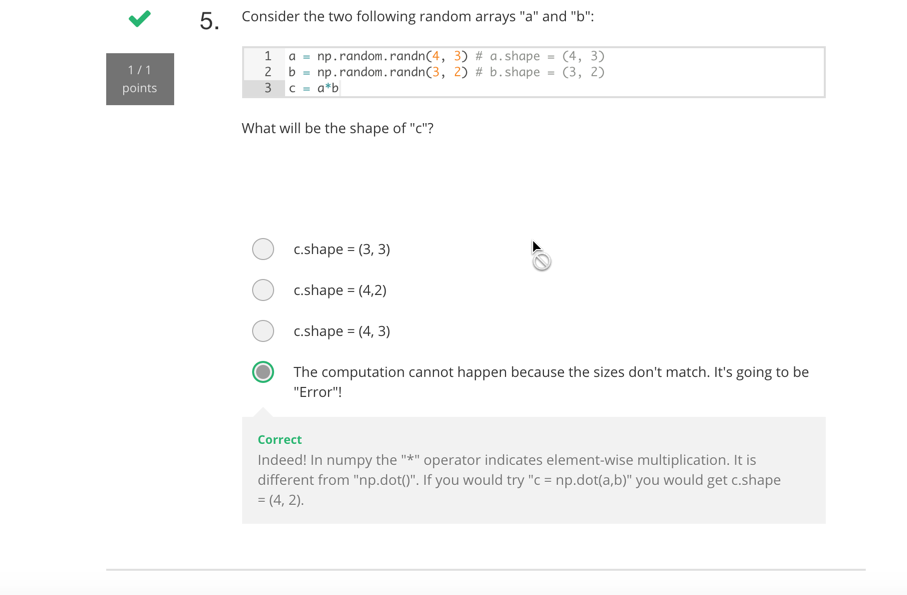 5. Consider the two following random arrays "a" and "b":
1 / 1
points
1 a = np.random.randn(4, 3) # a.shape = (4, 3)
2 b = np.random.randn(3, 2) # b.shape = (3, 2)
3 c = a*b
What will be the shape of "c"?
c.shape = (3, 3)
c.shape = (4,2)
c.shape = (4, 3)
The computation cannot happen because the sizes don't match. It's going to be
"Error"!
Correct
Indeed! In numpy the "*" operator indicates element-wise multiplication. It is
different from "np.dot()". If you would try "c = np.dot(a,b)" you would get c.shape
= (4, 2).